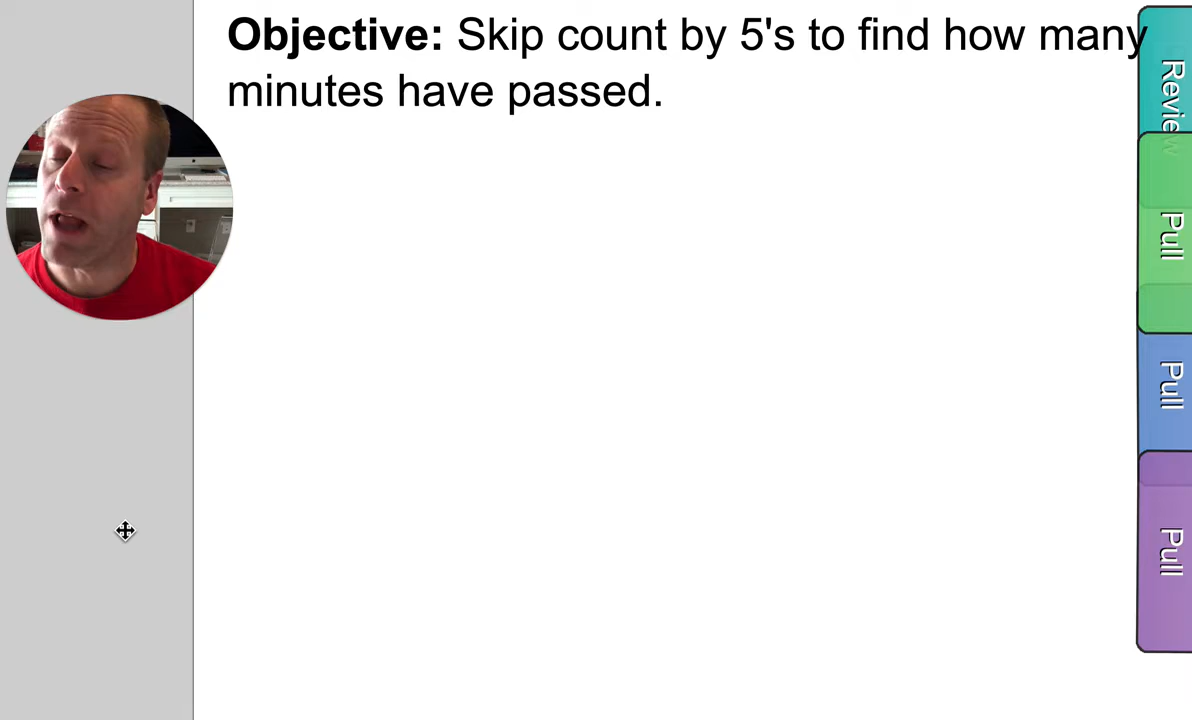 Objective: Skip count by 5's to find how many
minutes have passed.
Review
Pull
Pull
Pull